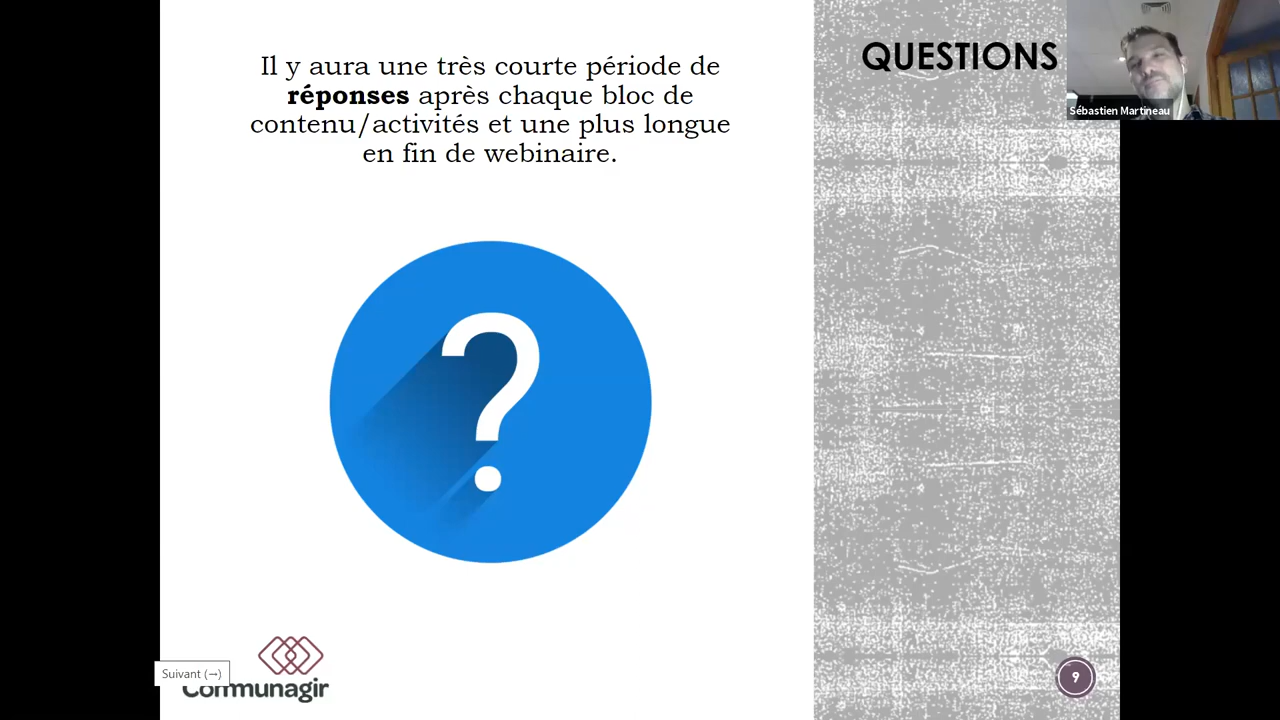 Il y aura une très courte période de
réponses après chaque bloc de
contenu/activités et une plus longue
en fin de webinaire.
QUESTIONS
Sébastien Martineau
?
Suivant (→)
Communagir
9